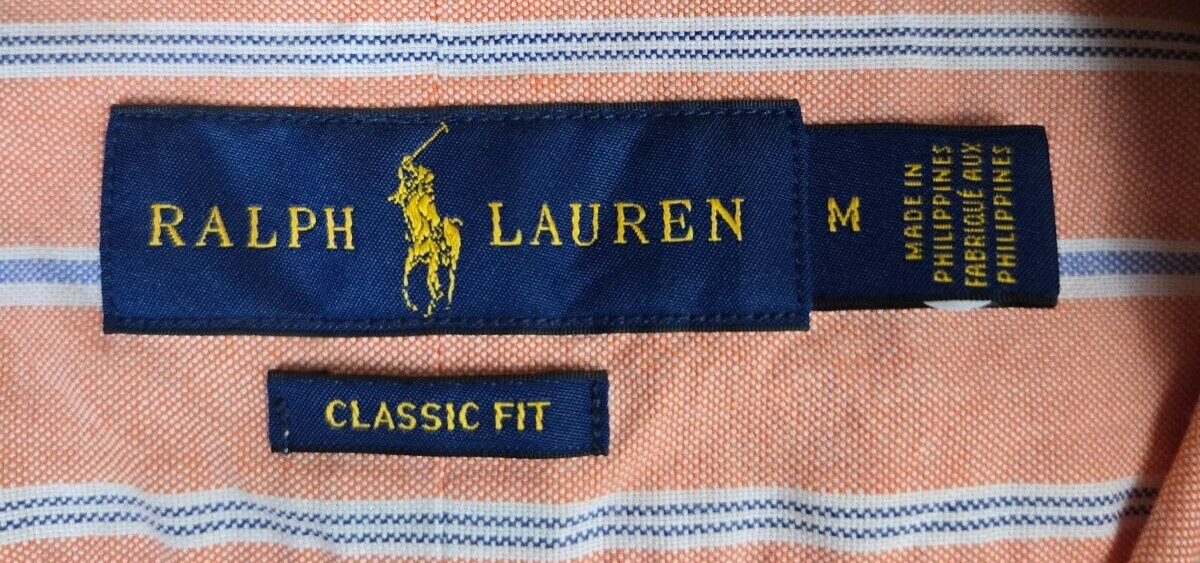 RALPH LAUREN
M
MADE IN
PHILIPPINES
FABRIQUÉ AUX
PHILIPPINES
CLASSIC FIT